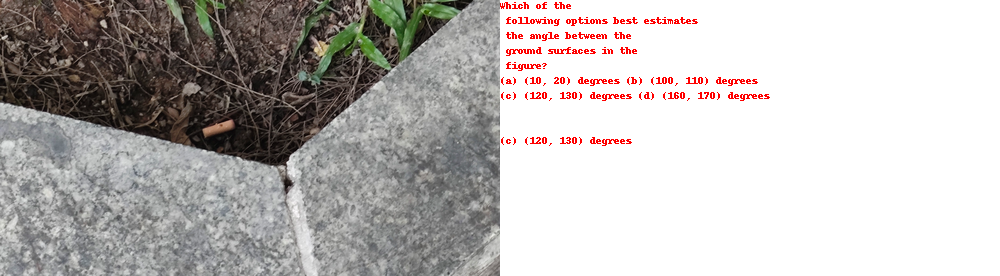 Which of the
following options best estimates
the angle between the
ground surfaces in the
figure?
(a) (10, 20) degrees (b) (100, 110) degrees
(c) (120, 130) degrees (d) (160, 170) degrees
(c) (120, 130) degrees